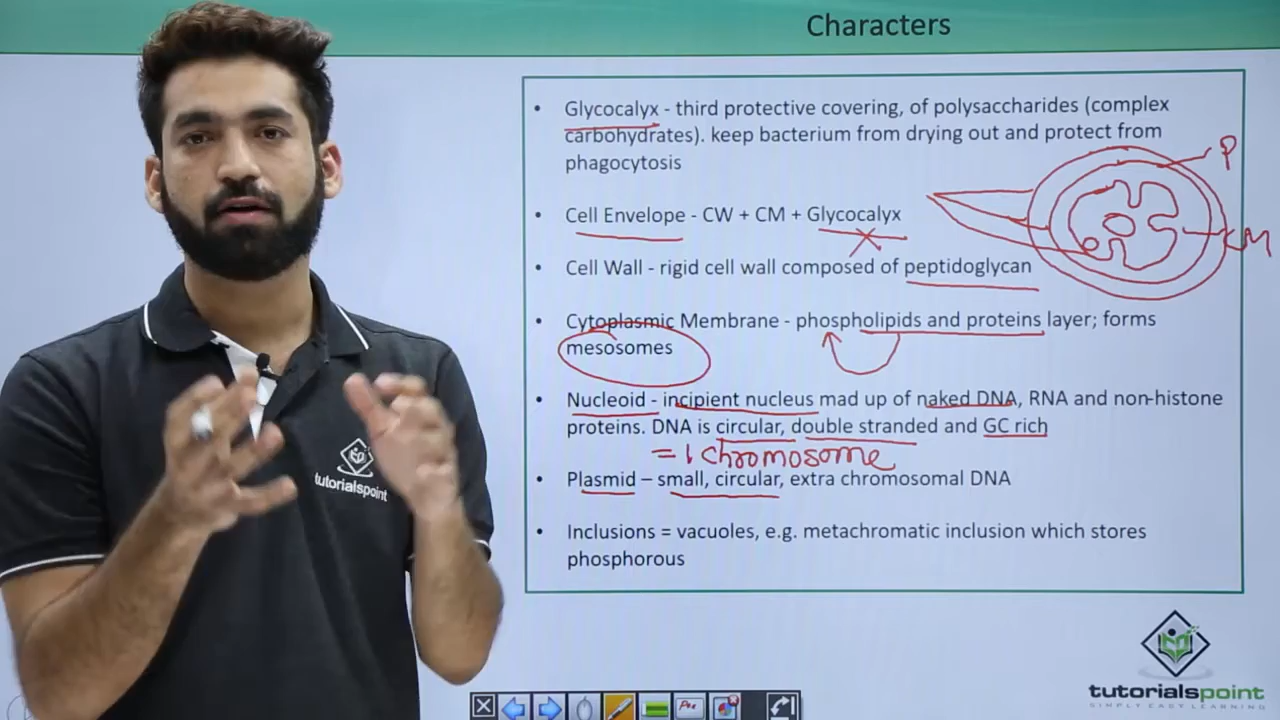 Characters
• Glycocalyx - third protective covering, of polysaccharides (complex
carbohydrates). keep bacterium from drying out and protect from
phagocytosis
P
• Cell Envelope - CW + CM + Glycocalyx
CM
• Cell Wall - rigid cell wall composed of peptidoglycan
• Cytoplasmic Membrane - phospholipids and proteins layer; forms
mesosomes
• Nucleoid - incipient nucleus mad up of naked DNA, RNA and non-histone
proteins. DNA is circular, double stranded and GC rich
= 1 chromosome
• Plasmid – small, circular, extra chromosomal DNA
• Inclusions = vacuoles, e.g. metachromatic inclusion which stores
phosphorous
tutorialspoint
tutorialspoint
SIMPLY EASY LEARNING
Pen